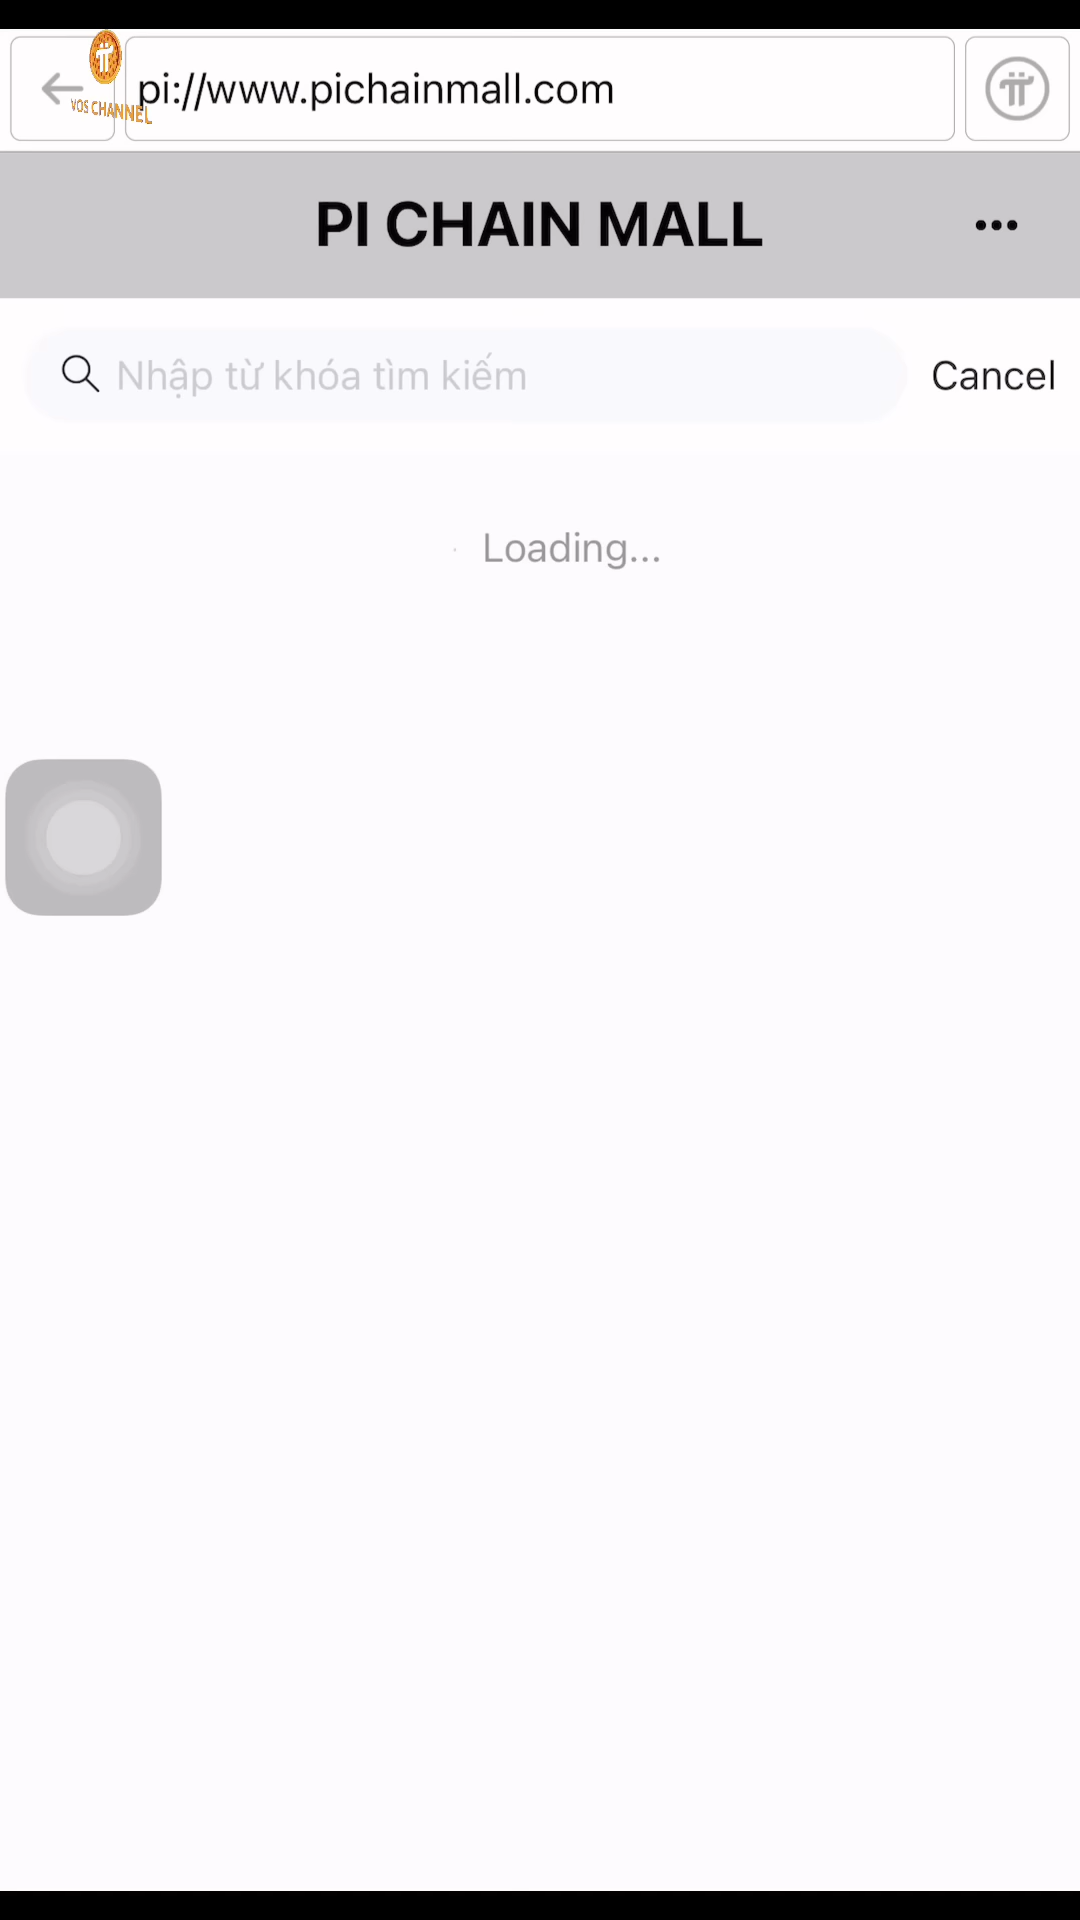 pi://www.pichainmall.com
VOS CHANNEL
PI CHAIN MALL
Nhập từ khóa tìm kiếm
Cancel
Loading...